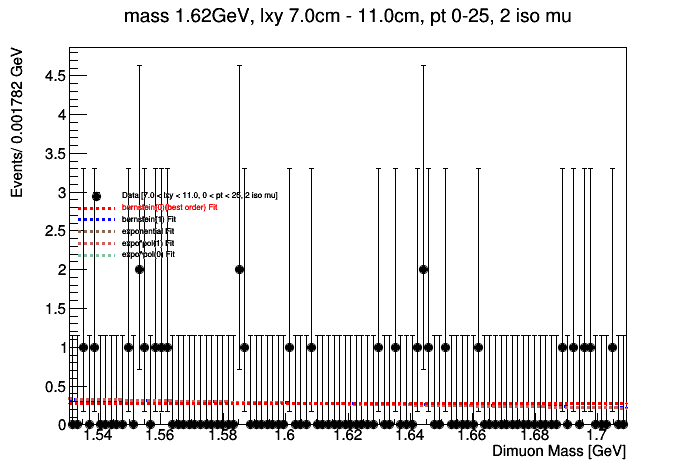 mass 1.62GeV, lxy 7.0cm - 11.0cm, pt 0-25, 2 iso mu
Events/ 0.001782 GeV
4.5
4
3.5
3
2.5
2
1.5
1
0.5
0
Data [7.0 < lxy < 11.0, 0 < pt < 25, 2 iso mu]
bernstein[0](best order) Fit
bernstein[1] Fit
exponential Fit
expo*pol(1) Fit
expo*pol(0) Fit
1.54 1.56 1.58 1.6 1.62 1.64 1.66 1.68 1.7
Dimuon Mass [GeV]